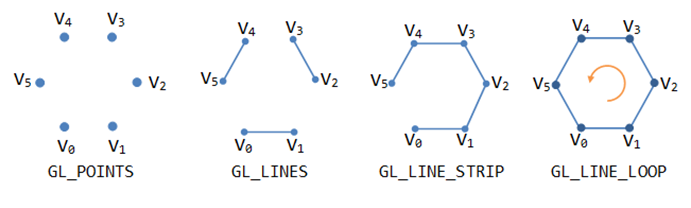 V₄ V₃
V₅ V₂
V₀ V₁
GL_POINTS
V₄ V₃
V₅ V₂
V₀ V₁
GL_LINES
V₄ V₃
V₅ V₂
V₀ V₁
GL_LINE_STRIP
V₄ V₃
V₅ V₂
V₀ V₁
GL_LINE_LOOP